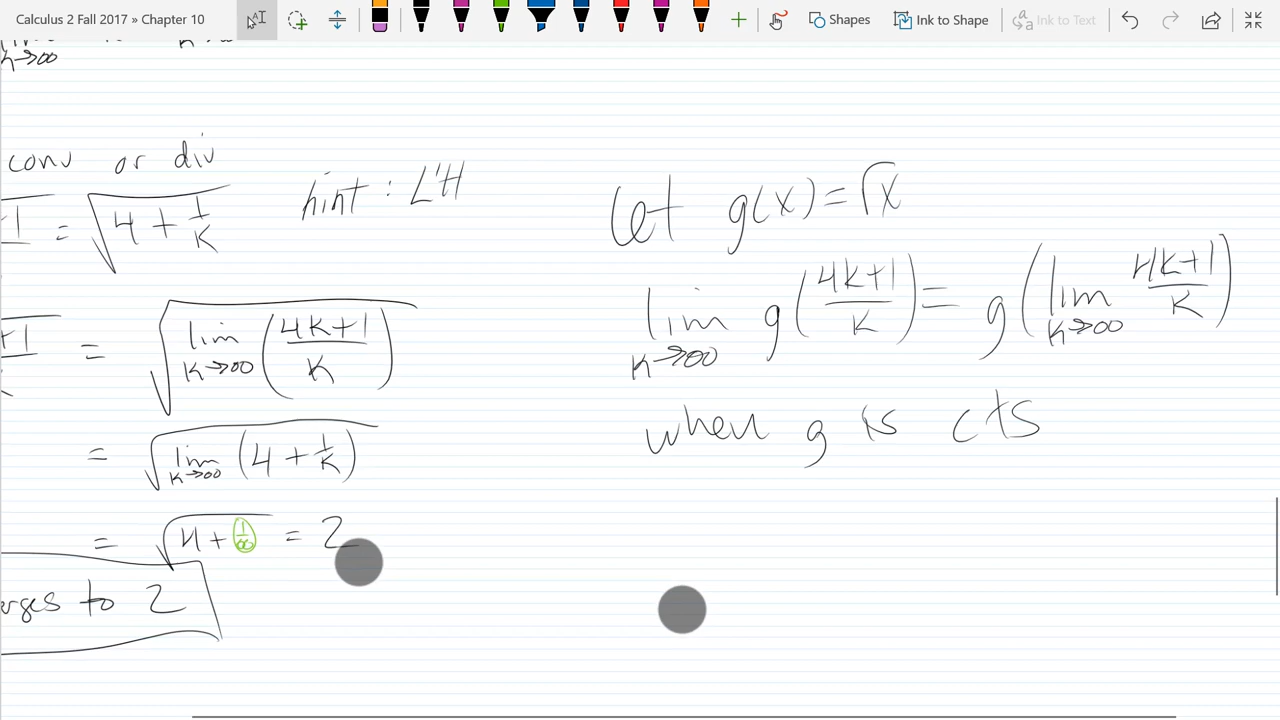 Calculus 2 Fall 2017 » Chapter 10
Shapes
Ink to Shape
Ink to Text
k→∞
conv or div
hint : L'H
+1 = √(4 + 1/k)
+1/k = √(lim k→∞ (4k+1/k))
= √(lim k→∞ (4 + 1/k))
= √(4 + 1/∞) = 2
erges to 2
Let g(x) = √x
lim k→∞ g(4k+1/k) = g(lim k→∞ 4k+1/k)
when g is cts